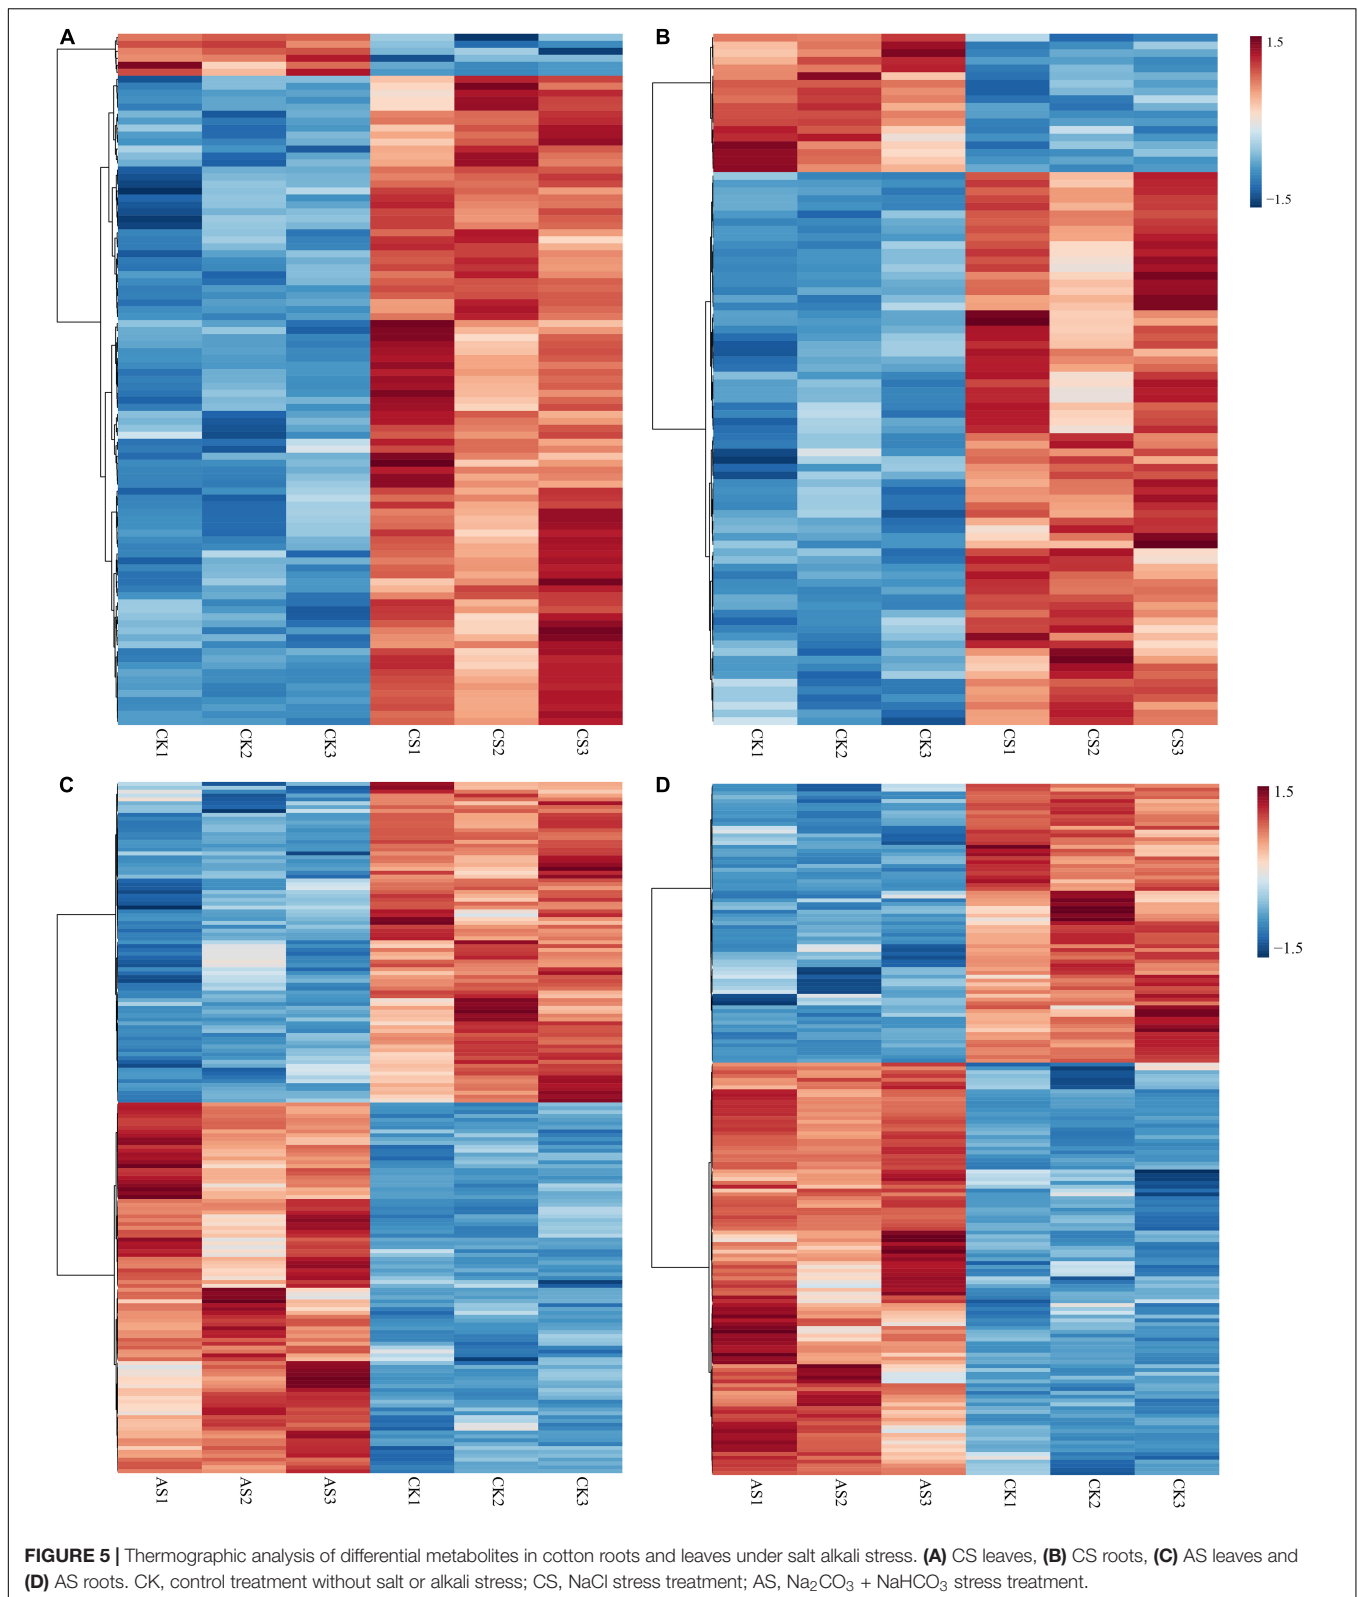 A
B
1.5
−1.5
CK1 CK2 CK3 CS1 CS2 CS3
CK1 CK2 CK3 CS1 CS2 CS3
C
D
1.5
−1.5
AS1 AS2 AS3 CK1 CK2 CK3
AS1 AS2 AS3 CK1 CK2 CK3
FIGURE 5 | Thermographic analysis of differential metabolites in cotton roots and leaves under salt alkali stress. (A) CS leaves, (B) CS roots, (C) AS leaves and
(D) AS roots. CK, control treatment without salt or alkali stress; CS, NaCl stress treatment; AS, Na₂CO₃ + NaHCO₃ stress treatment.